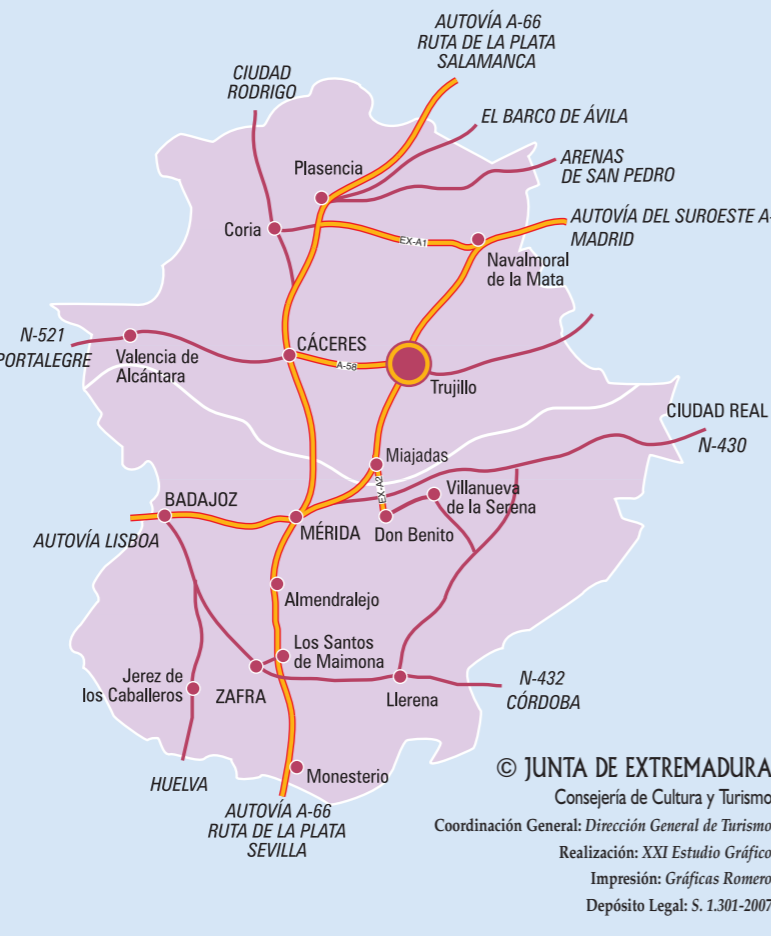 AUTOVÍA A-66
RUTA DE LA PLATA
SALAMANCA
CIUDAD
RODRIGO
EL BARCO DE ÁVILA
Plasencia
ARENAS
DE SAN PEDRO
AUTOVÍA DEL SUROESTE A-
MADRID
Coria
EX-A1
Navalmoral
de la Mata
N-521
PORTALEGRE
Valencia de
Alcántara
CÁCERES
A-58
Trujillo
CIUDAD REAL
N-430
Miajadas
EX-A2
Villanueva
de la Serena
BADAJOZ
AUTOVÍA LISBOA
MÉRIDA
Don Benito
Almendralejo
Los Santos
de Maimona
Jerez de
los Caballeros
ZAFRA
Llerena
N-432
CÓRDOBA
HUELVA
Monesterio
AUTOVÍA A-66
RUTA DE LA PLATA
SEVILLA
© JUNTA DE EXTREMADURA
Consejería de Cultura y Turismo
Coordinación General: Dirección General de Turismo
Realización: XXI Estudio Gráfico
Impresión: Gráficas Romero
Depósito Legal: S. 1.301-2007